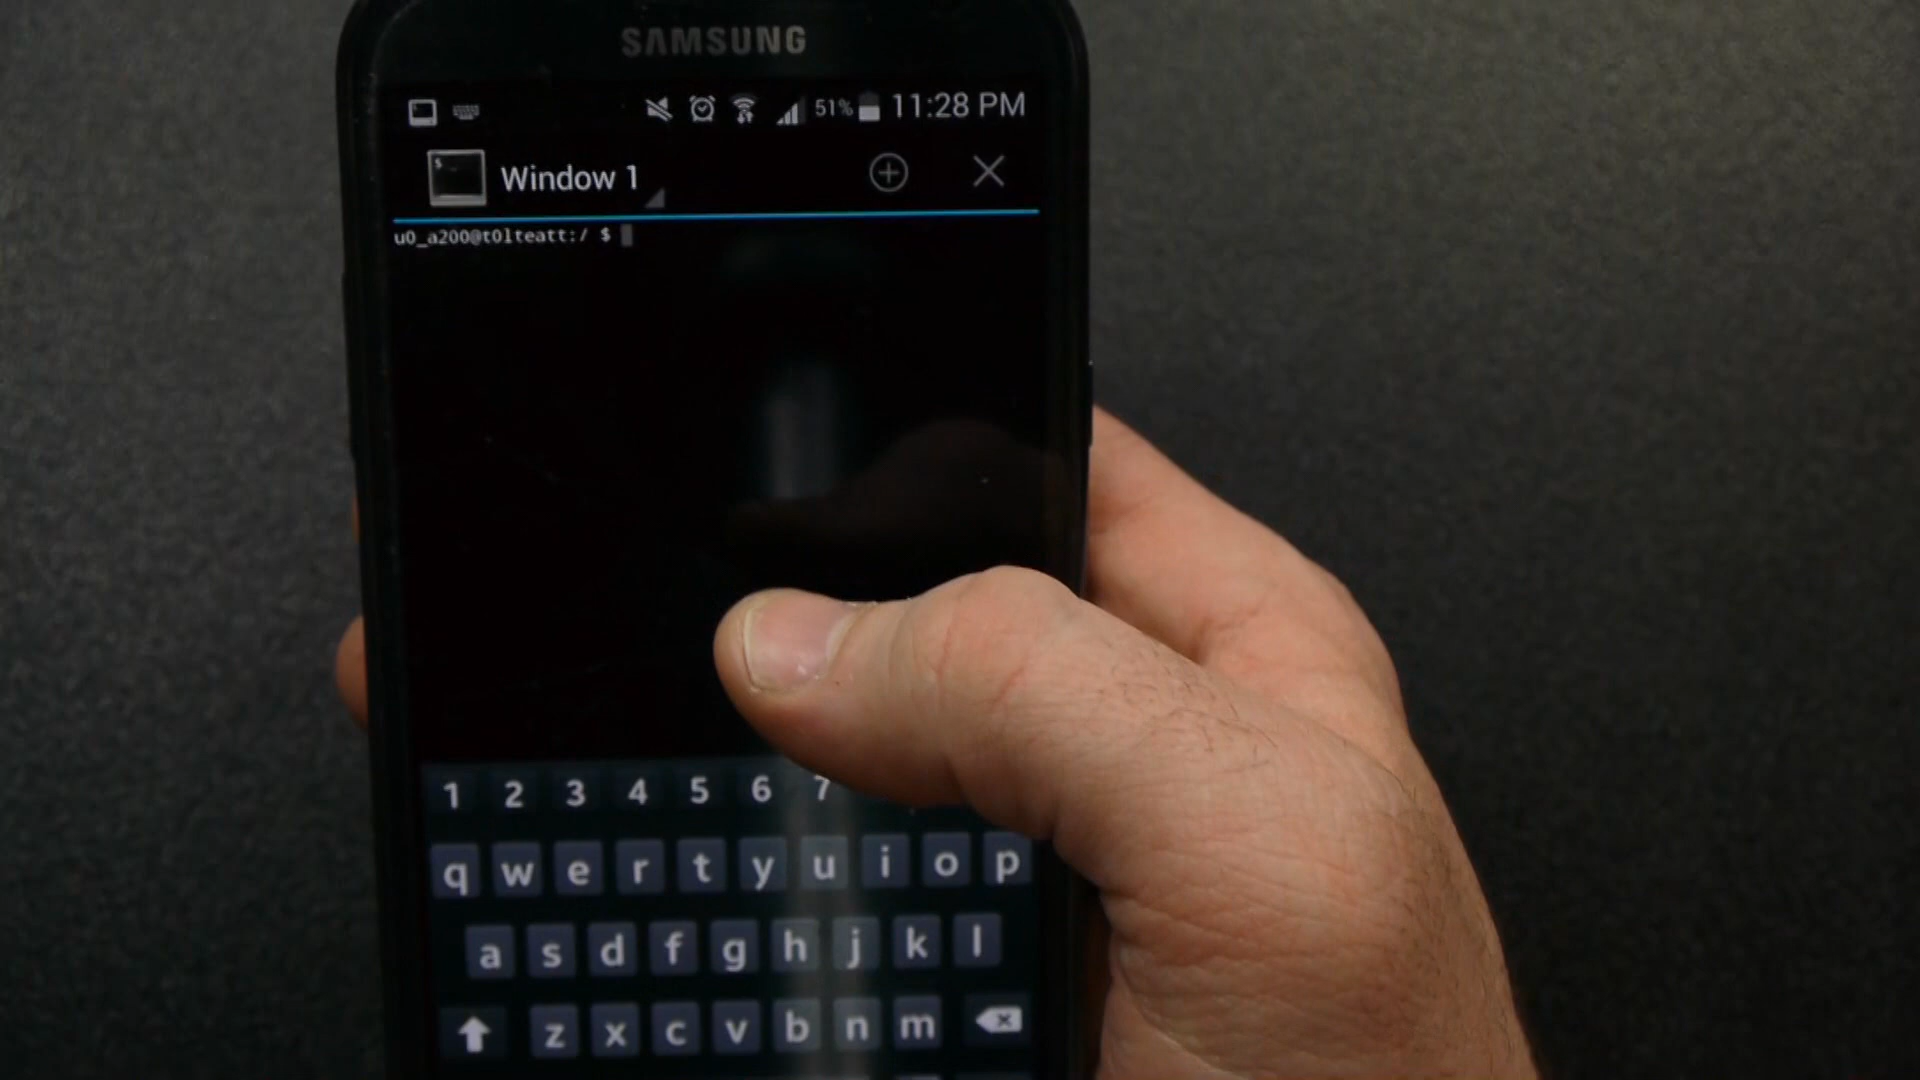 SAMSUNG
51% 11:28 PM
Window 1
u0_a200@t0lteatt:/ $
1 2 3 4 5 6 7
q w e r t y u i o p
a s d f g h j k l
z x c v b n m